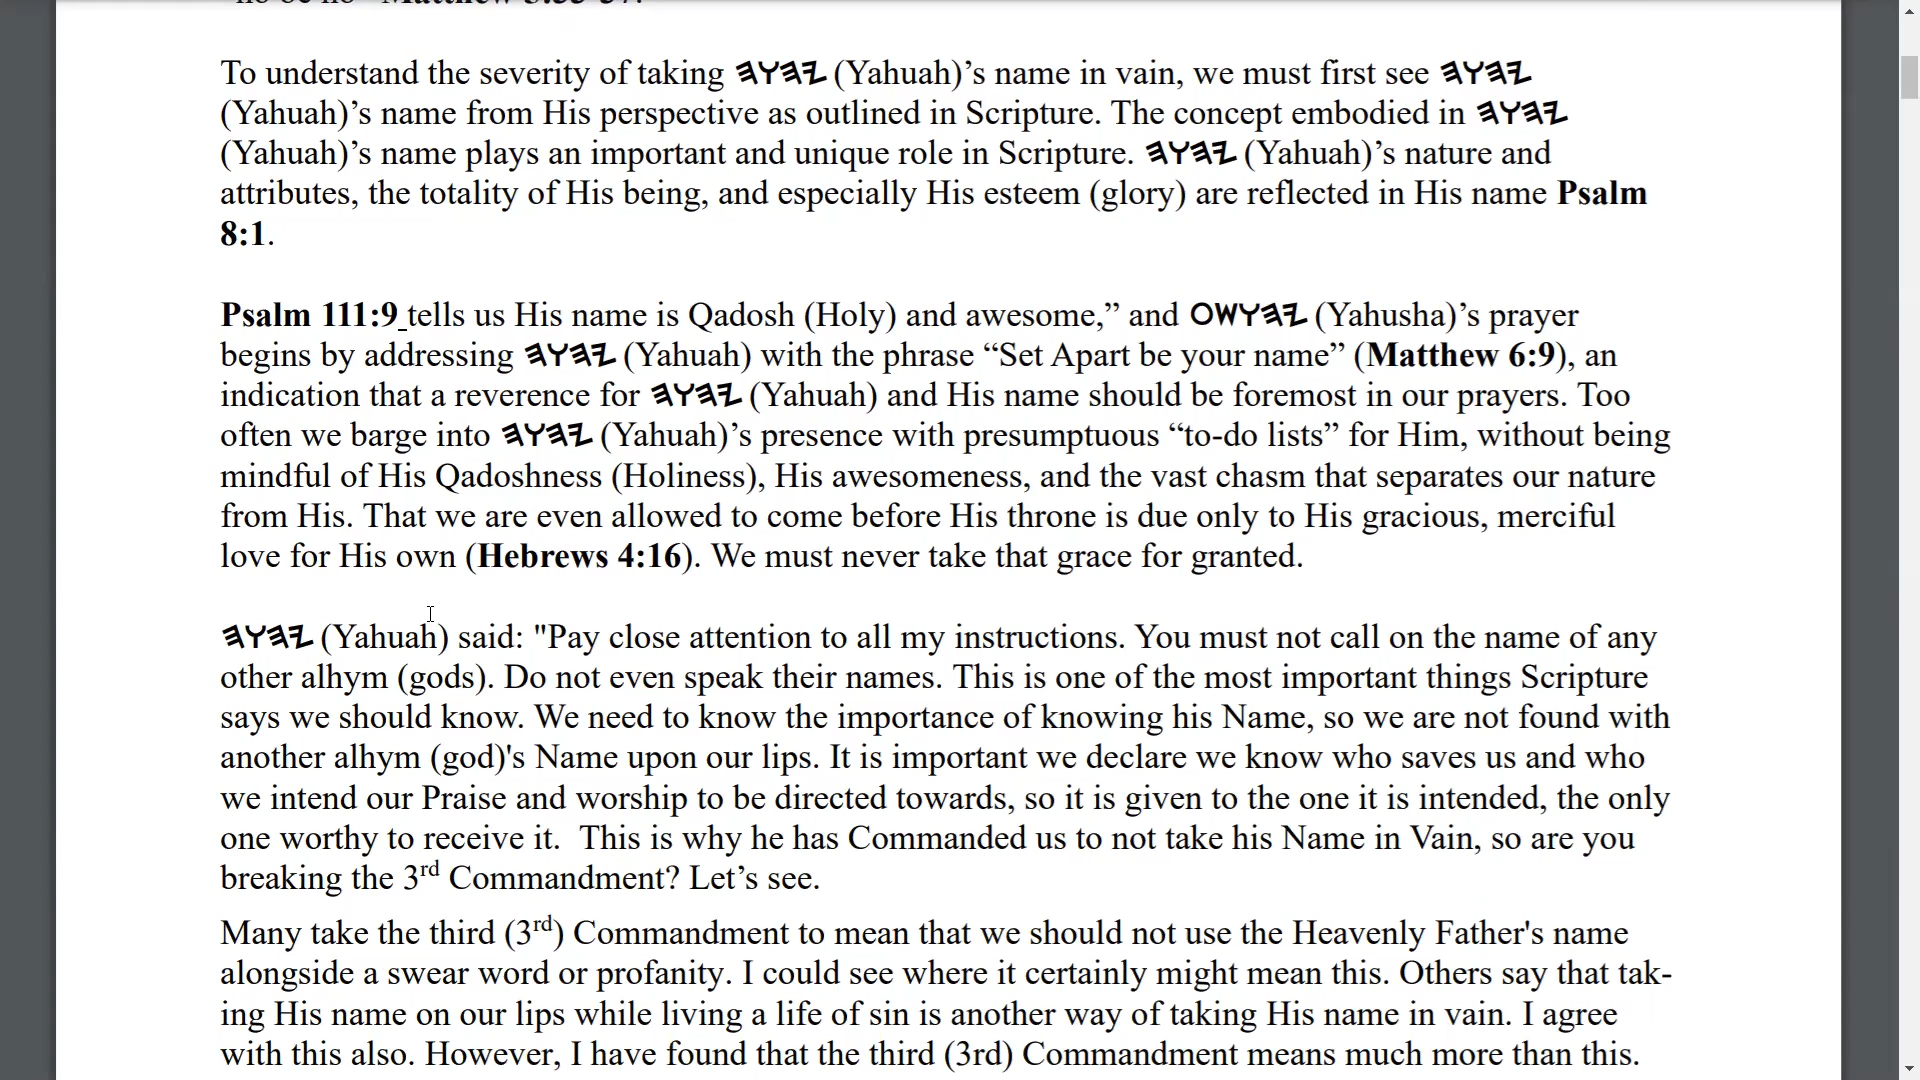 no be no” Matthew
To understand the severity of taking 𐤉𐤄𐤅𐤄 (Yahuah)’s name in vain, we must first see 𐤉𐤄𐤅𐤄
(Yahuah)’s name from His perspective as outlined in Scripture. The concept embodied in 𐤉𐤄𐤅𐤄
(Yahuah)’s name plays an important and unique role in Scripture. 𐤉𐤄𐤅𐤄 (Yahuah)’s nature and
attributes, the totality of His being, and especially His esteem (glory) are reflected in His name Psalm
8:1.
Psalm 111:9 tells us His name is Qadosh (Holy) and awesome,” and 𐤉𐤄𐤅𐤔𐤏 (Yahusha)’s prayer
begins by addressing 𐤉𐤄𐤅𐤄 (Yahuah) with the phrase “Set Apart be your name” (Matthew 6:9), an
indication that a reverence for 𐤉𐤄𐤅𐤄 (Yahuah) and His name should be foremost in our prayers. Too
often we barge into 𐤉𐤄𐤅𐤄 (Yahuah)’s presence with presumptuous “to-do lists” for Him, without being
mindful of His Qadoshness (Holiness), His awesomeness, and the vast chasm that separates our nature
from His. That we are even allowed to come before His throne is due only to His gracious, merciful
love for His own (Hebrews 4:16). We must never take that grace for granted.
𐤉𐤄𐤅𐤄 (Yahuah) said: "Pay close attention to all my instructions. You must not call on the name of any
other alhym (gods). Do not even speak their names. This is one of the most important things Scripture
says we should know. We need to know the importance of knowing his Name, so we are not found with
another alhym (god)'s Name upon our lips. It is important we declare we know who saves us and who
we intend our Praise and worship to be directed towards, so it is given to the one it is intended, the only
one worthy to receive it.  This is why he has Commanded us to not take his Name in Vain, so are you
breaking the 3rd Commandment? Let’s see.
Many take the third (3rd) Commandment to mean that we should not use the Heavenly Father's name
alongside a swear word or profanity. I could see where it certainly might mean this. Others say that tak-
ing His name on our lips while living a life of sin is another way of taking His name in vain. I agree
with this also. However, I have found that the third (3rd) Commandment means much more than this.